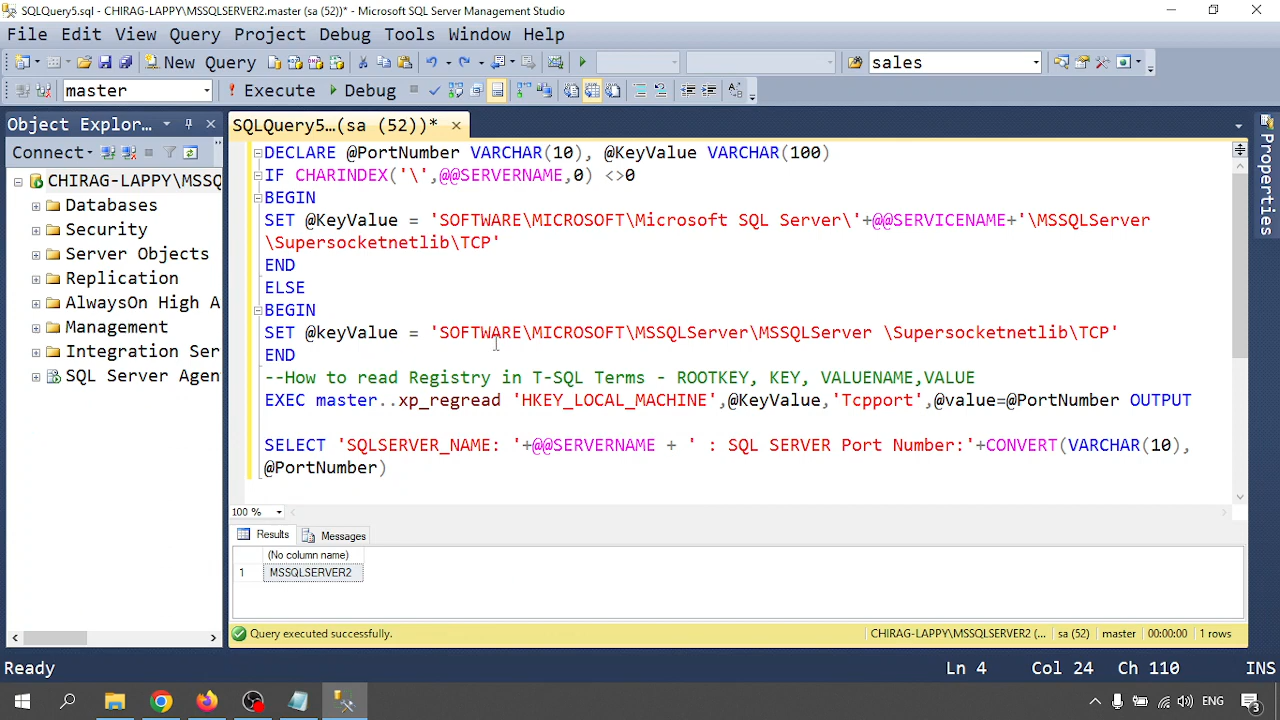 SQLQuery5.sql - CHIRAG-LAPPY\MSSQLSERVER2.master (sa (52))* - Microsoft SQL Server Management Studio
File Edit View Query Project Debug Tools Window Help
New Query sales
master Execute Debug
Object Explor... SQLQuery5...(sa (52))*
Connect
CHIRAG-LAPPY\MSSQ
Databases
Security
Server Objects
Replication
AlwaysOn High A
Management
Integration Ser
SQL Server Agen
DECLARE @PortNumber VARCHAR(10), @KeyValue VARCHAR(100)
IF CHARINDEX('\',@@SERVERNAME,0) <>0
BEGIN
SET @KeyValue = 'SOFTWARE\MICROSOFT\Microsoft SQL Server\'+@@SERVICENAME+'\MSSQLServer
\Supersocketnetlib\TCP'
END
ELSE
BEGIN
SET @keyValue = 'SOFTWARE\MICROSOFT\MSSQLServer\MSSQLServer \Supersocketnetlib\TCP'
END
--How to read Registry in T-SQL Terms - ROOTKEY, KEY, VALUENAME,VALUE
EXEC master..xp_regread 'HKEY_LOCAL_MACHINE',@KeyValue,'Tcpport',@value=@PortNumber OUTPUT
SELECT 'SQLSERVER_NAME: '+@@SERVERNAME + ' : SQL SERVER Port Number:'+CONVERT(VARCHAR(10),
@PortNumber)
Properties
100 %
Results Messages
(No column name)
1 MSSQLSERVER2
Query executed successfully. CHIRAG-LAPPY\MSSQLSERVER2 (... sa (52) master 00:00:00 1 rows
Ready Ln 4 Col 24 Ch 110 INS
ENG 3